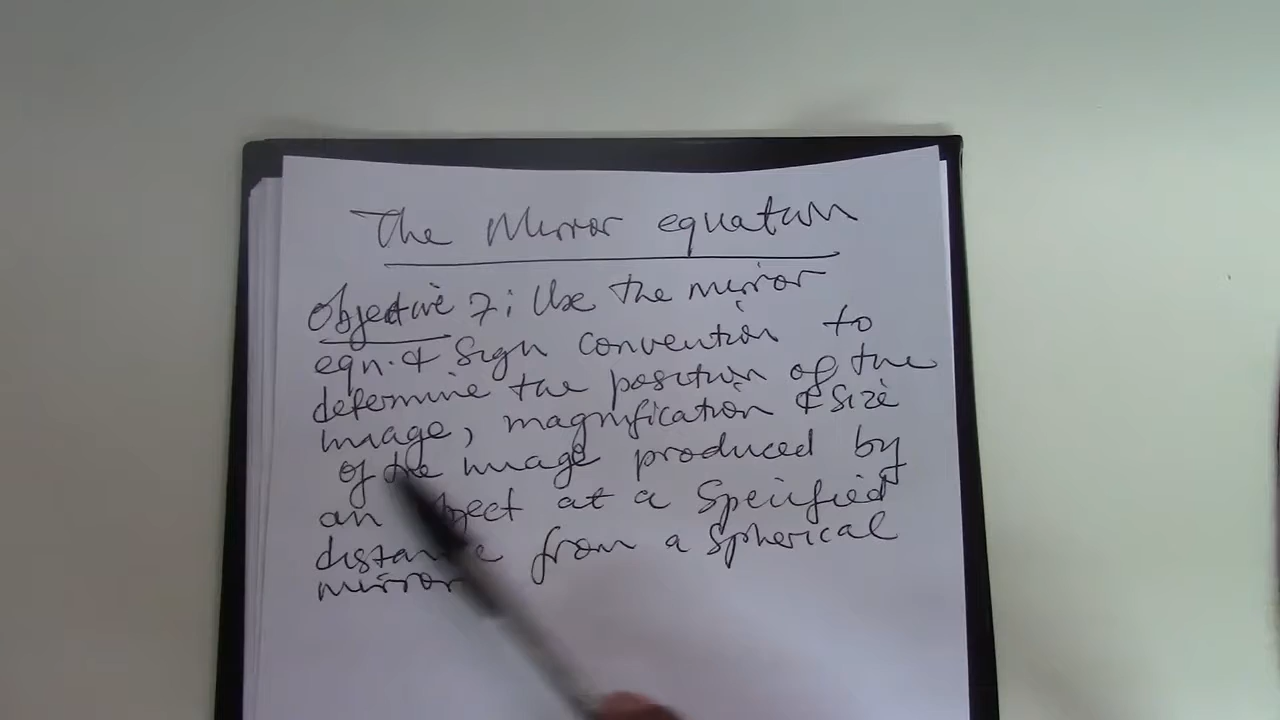 The Mirror equation
Objective 7: Use the mirror
eqn. & sign convention to
determine the position of the
image, magnification & size
of the image produced by
an object at a specified
distance from a spherical
mirror